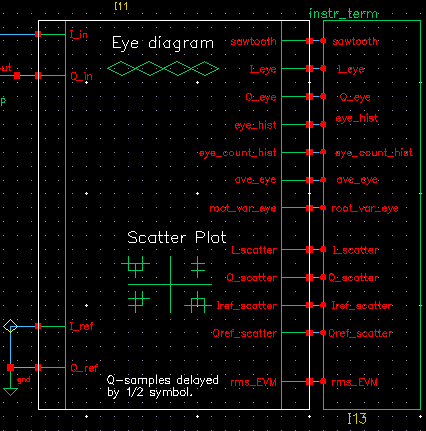 I11
instr_term
I_in
Eye diagram
sawtooth
sawtooth
ut
Q_in
I_eye
I_eye
p
Q_eye
Q_eye
eye_hist
eye_hist
eye_count_hist
eye_count_hist
ave_eye
ave_eye
root_var_eye
root_var_eye
Scatter Plot
I_scatter
I_scatter
Q_scatter
Q_scatter
Iref_scatter
Iref_scatter
I_ref
Qref_scatter
Qref_scatter
Q_ref
gnd
Q-samples delayed
by 1/2 symbol.
rms_EVM
rms_EVM
I13